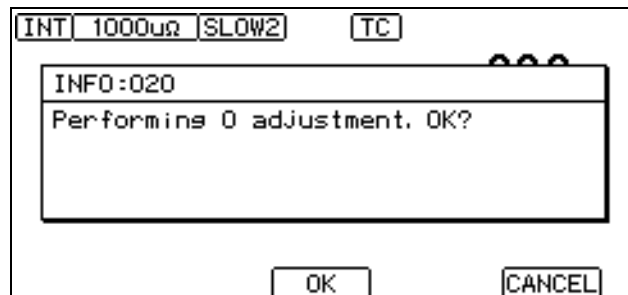 INT 1000uΩ SLOW2 TC
INFO:020
Performing 0 adjustment. OK?
OK CANCEL